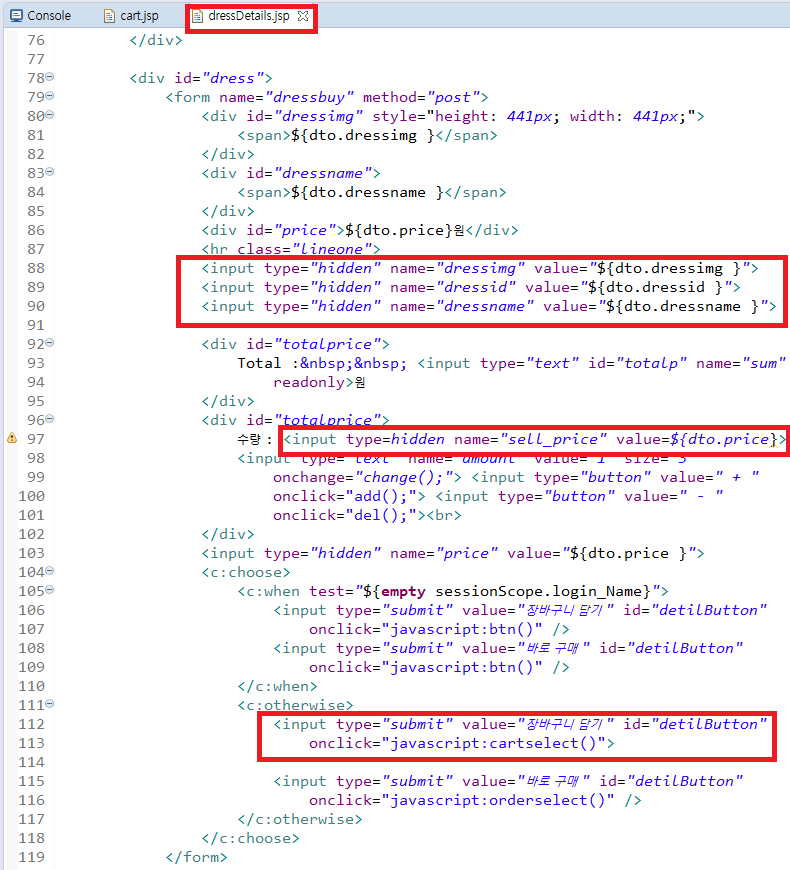 Console cart.jsp dressDetails.jsp
76 </div>
77
78 <div id="dress">
79 <form name="dressbuy" method="post">
80 <div id="dressimg" style="height: 441px; width: 441px;">
81 <span>${dto.dressimg }</span>
82 </div>
83 <div id="dressname">
84 <span>${dto.dressname }</span>
85 </div>
86 <div id="price">${dto.price}원</div>
87 <hr class="lineone">
88 <input type="hidden" name="dressimg" value="${dto.dressimg }">
89 <input type="hidden" name="dressid" value="${dto.dressid }">
90 <input type="hidden" name="dressname" value="${dto.dressname }">
91
92 <div id="totalprice">
93 Total :&nbsp;&nbsp; <input type="text" id="totalp" name="sum"
94 readonly>원
95 </div>
96 <div id="totalprice">
97 수량 : <input type=hidden name="sell_price" value=${dto.price}>
98 <input type="text" name="amount" value="1" size="3"
99 onchange="change();"> <input type="button" value=" + "
100 onclick="add();"> <input type="button" value=" - "
101 onclick="del();"><br>
102 </div>
103 <input type="hidden" name="price" value="${dto.price }">
104 <c:choose>
105 <c:when test="${empty sessionScope.login_Name}">
106 <input type="submit" value="장바구니 담기 " id="detilButton"
107 onclick="javascript:btn()" />
108 <input type="submit" value="바로 구매 " id="detilButton"
109 onclick="javascript:btn()" />
110 </c:when>
111 <c:otherwise>
112 <input type="submit" value="장바구니 담기 " id="detilButton"
113 onclick="javascript:cartselect()">
114
115 <input type="submit" value="바로 구매 " id="detilButton"
116 onclick="javascript:orderselect()" />
117 </c:otherwise>
118 </c:choose>
119 </form>